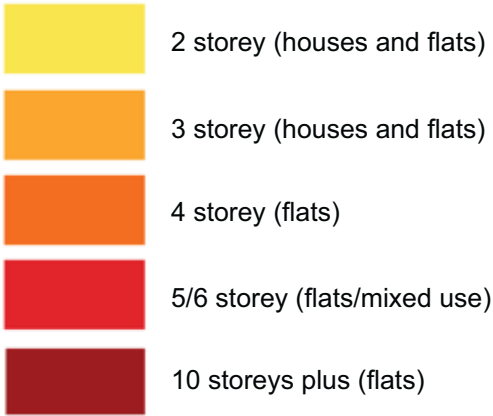 2 storey (houses and flats)
3 storey (houses and flats)
4 storey (flats)
5/6 storey (flats/mixed use)
10 storeys plus (flats)